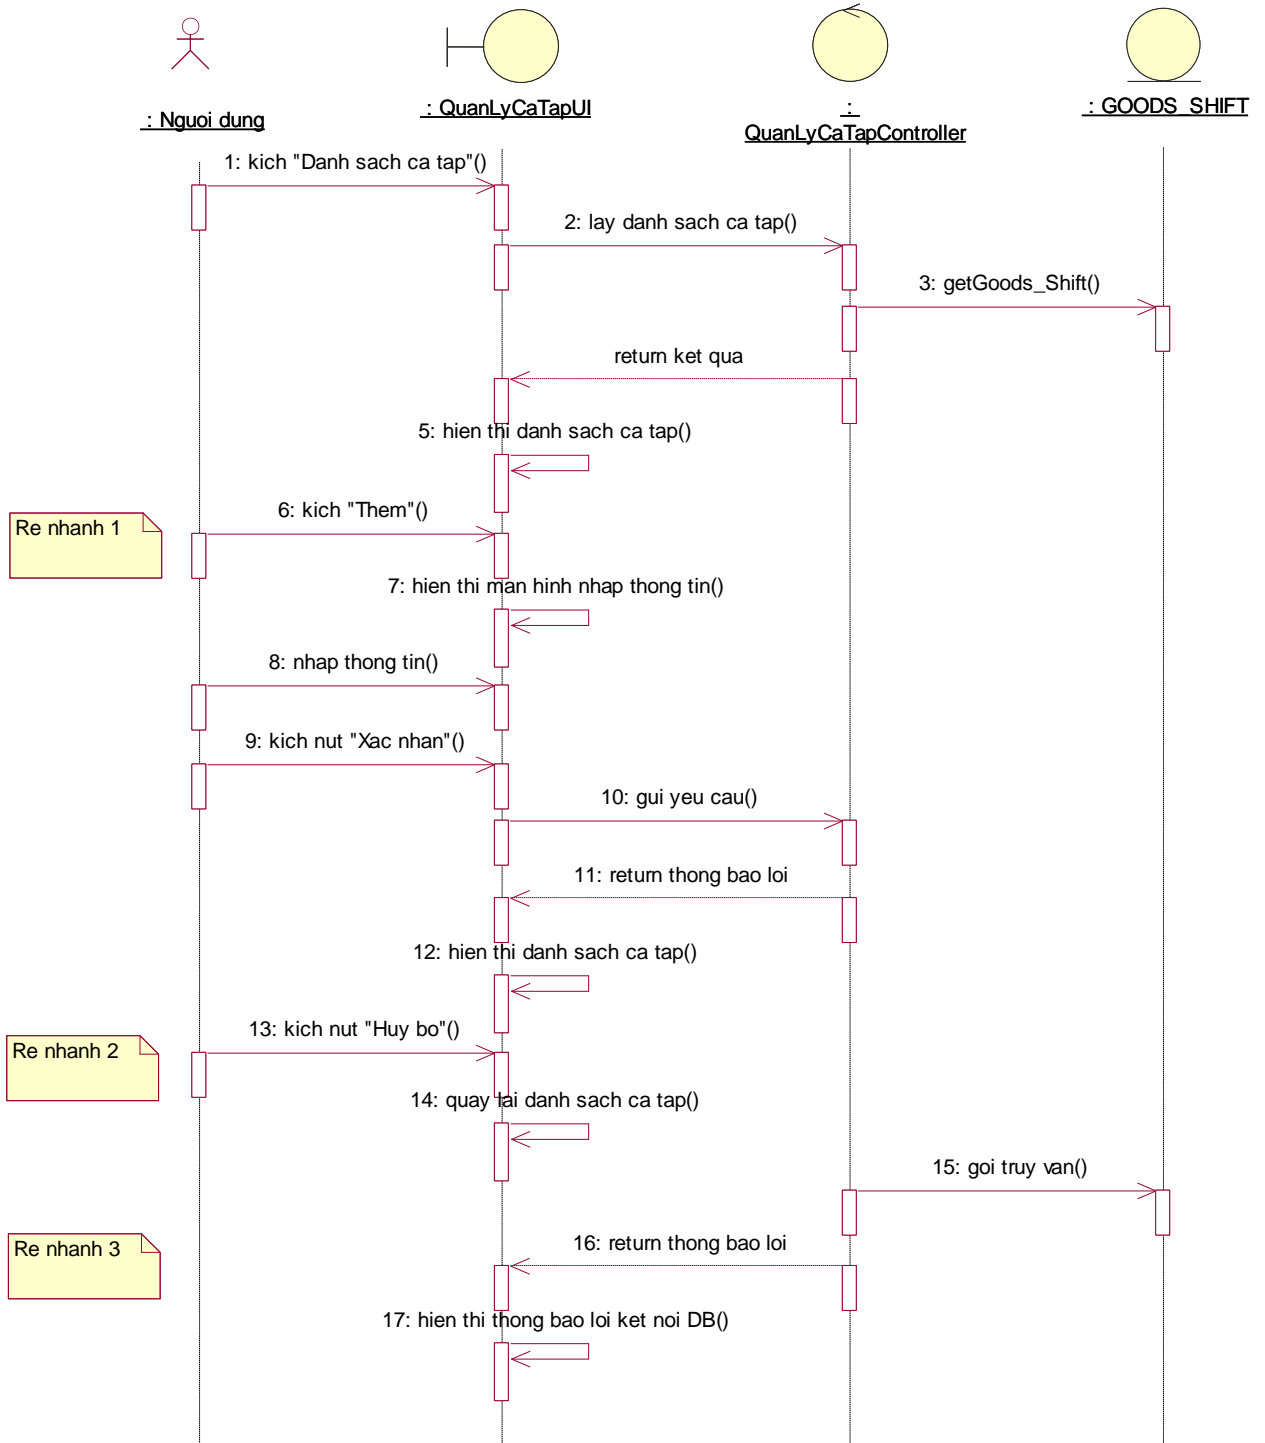 : Nguoi dung
: QuanLyCaTapUI
:
QuanLyCaTapController
: GOODS_SHIFT
1: kich "Danh sach ca tap"()
2: lay danh sach ca tap()
3: getGoods_Shift()
return ket qua
5: hien thi danh sach ca tap()
Re nhanh 1
6: kich "Them"()
7: hien thi man hinh nhap thong tin()
8: nhap thong tin()
9: kich nut "Xac nhan"()
10: gui yeu cau()
11: return thong bao loi
12: hien thi danh sach ca tap()
Re nhanh 2
13: kich nut "Huy bo"()
14: quay lai danh sach ca tap()
15: goi truy van()
Re nhanh 3
16: return thong bao loi
17: hien thi thong bao loi ket noi DB()